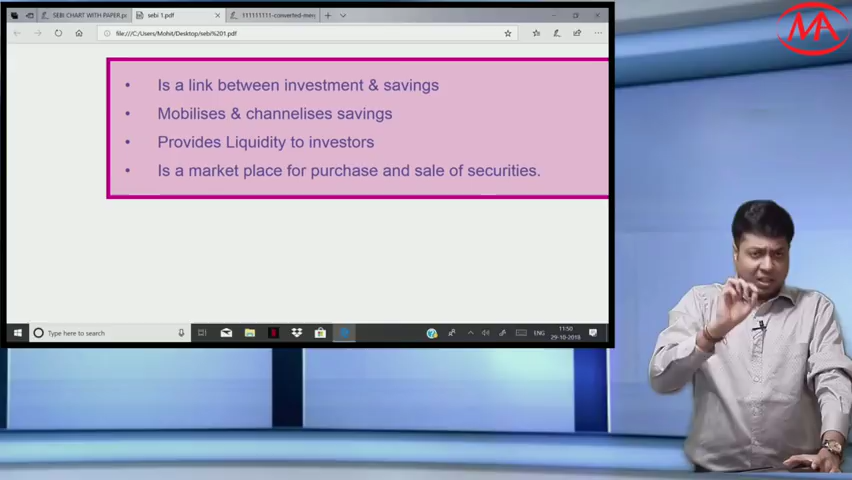 SEBI CHART WITH PAPER.p
sebi 1.pdf
111111111-converted-mer
file:///C:/Users/Mohit/Desktop/sebi%201.pdf
MA
• Is a link between investment & savings
• Mobilises & channelises savings
• Provides Liquidity to investors
• Is a market place for purchase and sale of securities.
Type here to search
ENG
11:50
29-10-2018